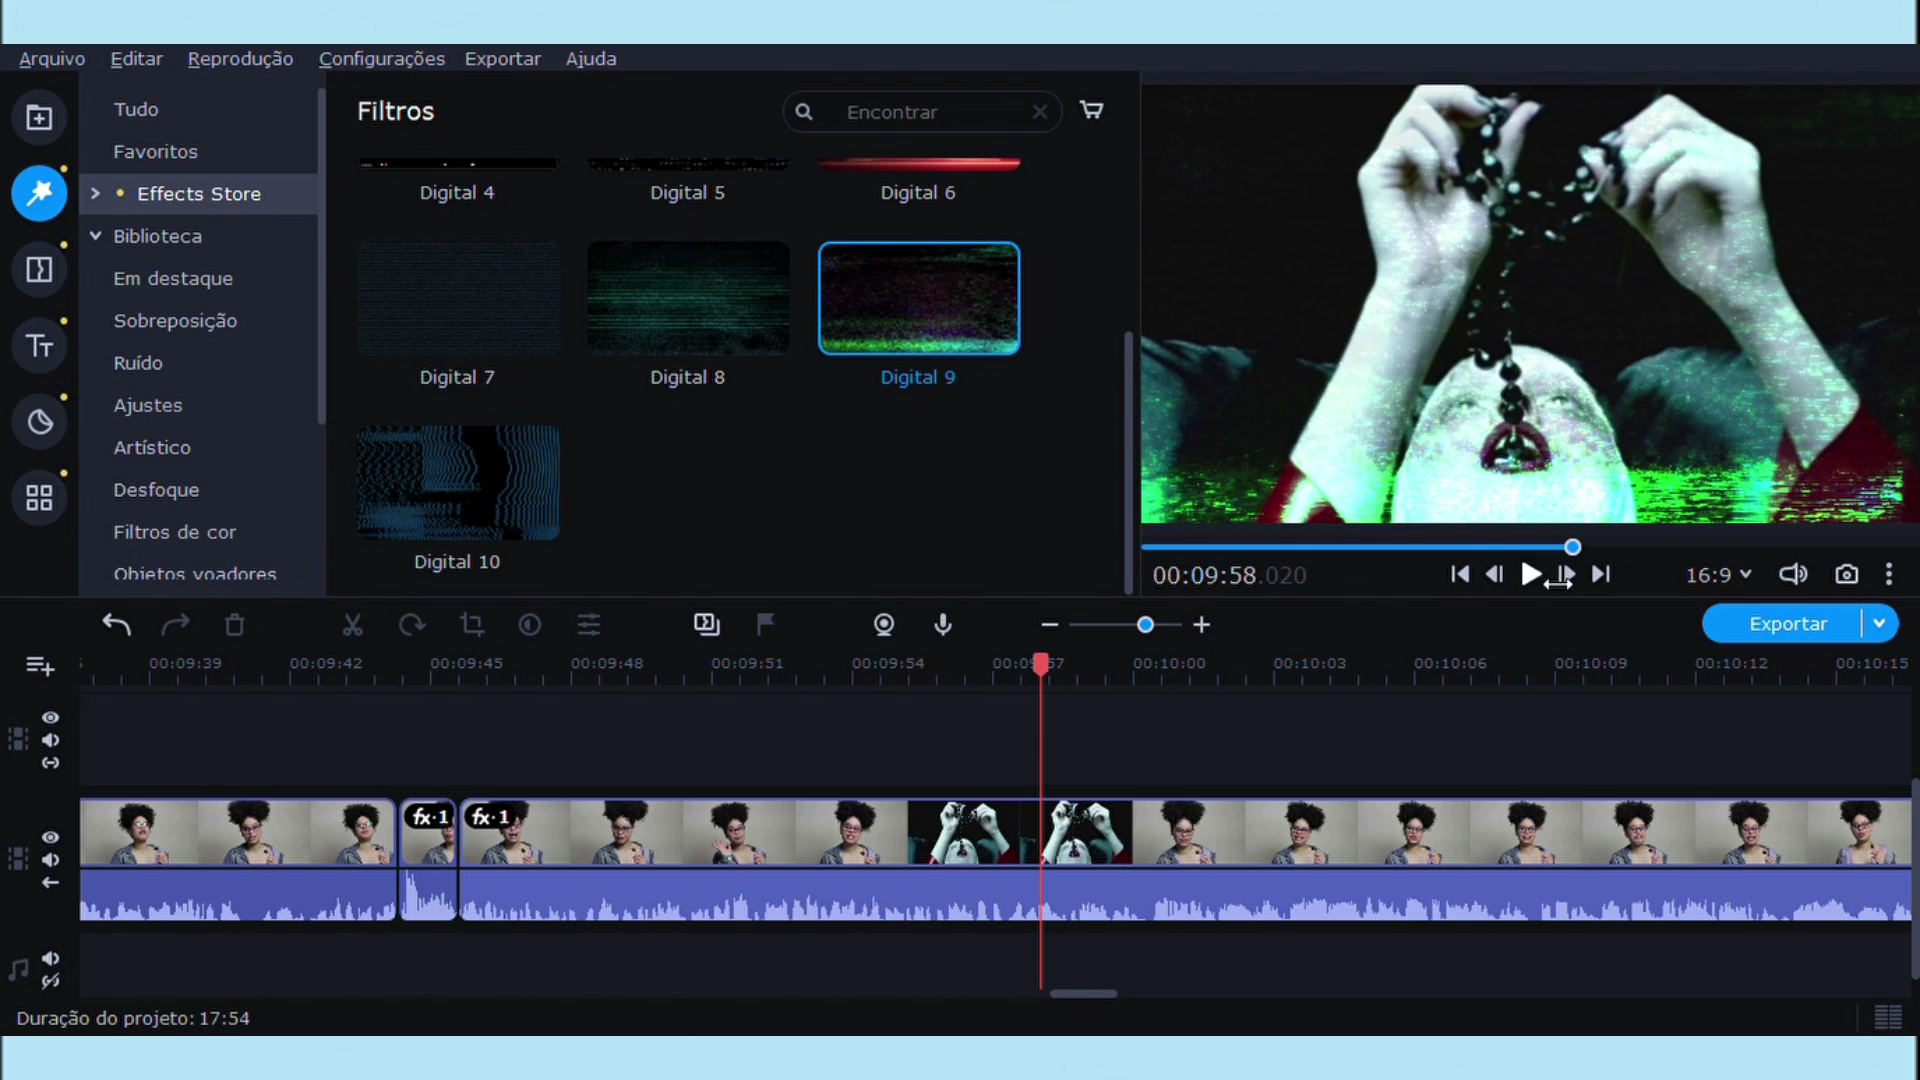 Arquivo Editar Reprodução Configurações Exportar Ajuda
Tudo
Favoritos
Effects Store
Biblioteca
Em destaque
Sobreposição
Ruído
Ajustes
Artístico
Desfoque
Filtros de cor
Objetos voadores
Filtros
Encontrar
Digital 4 Digital 5 Digital 6
Digital 7 Digital 8 Digital 9
Digital 10
00:09:58.020
16:9
Exportar
00:09:39 00:09:42 00:09:45 00:09:48 00:09:51 00:09:54 00:09:57 00:10:00 00:10:03 00:10:06 00:10:09 00:10:12 00:10:15
fx·1 fx·1
Duração do projeto: 17:54